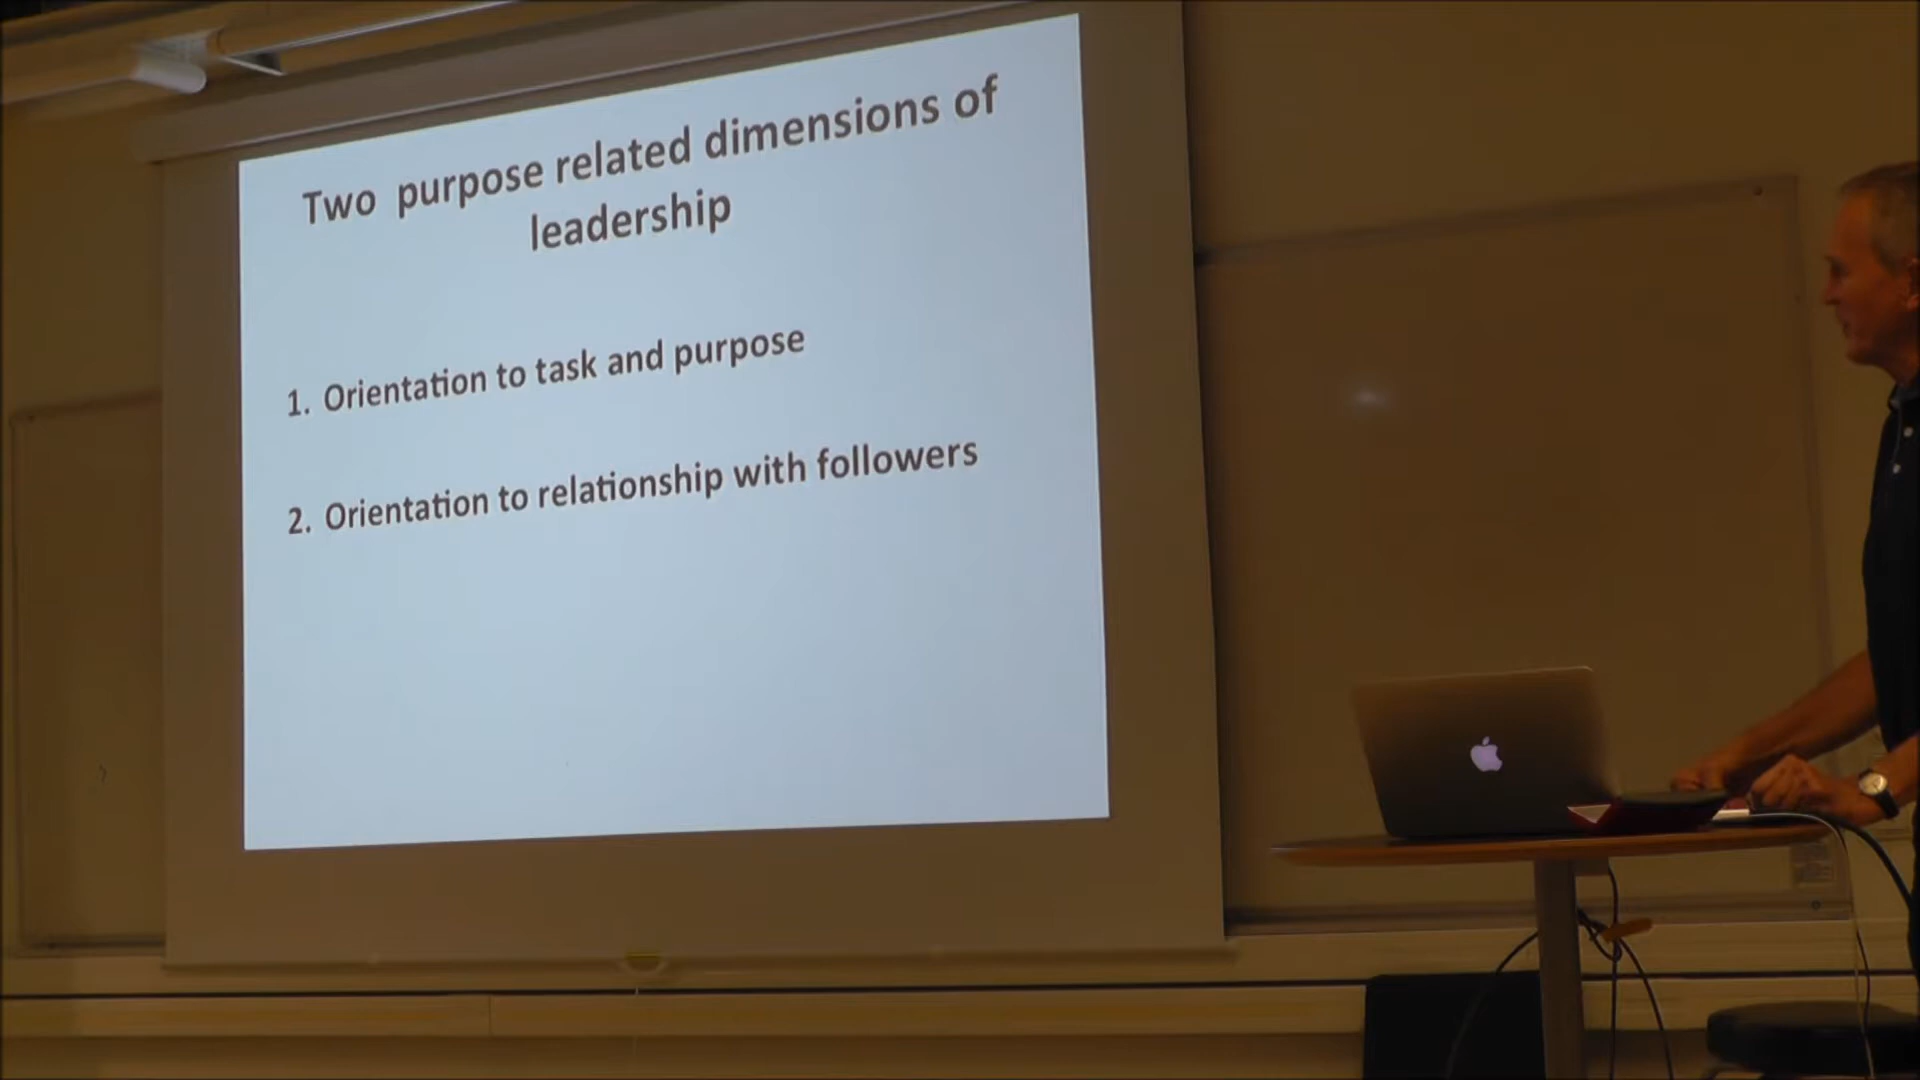 Two purpose related dimensions of
leadership
1. Orientation to task and purpose
2. Orientation to relationship with followers